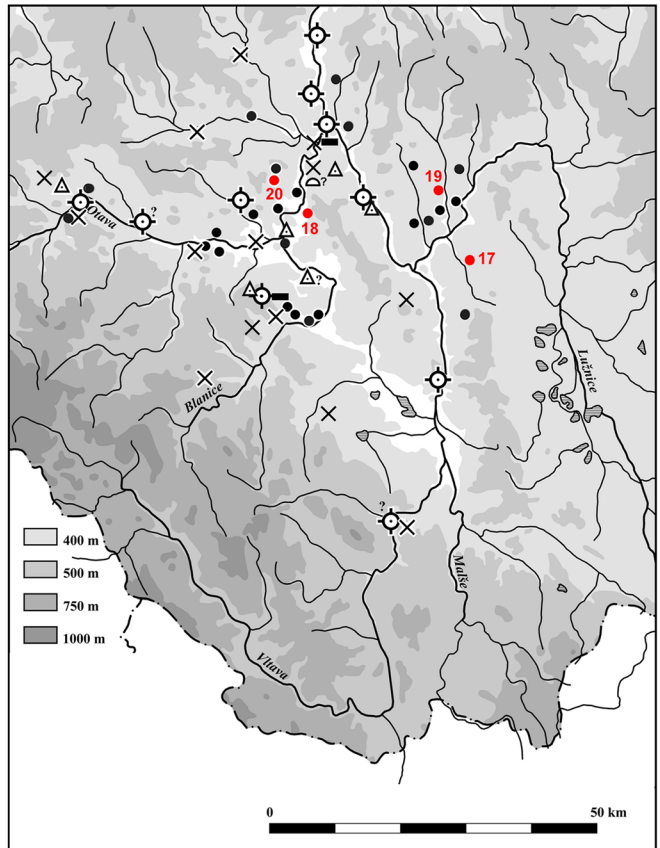 ?
20
19
Otava
?
18
17
?
Lužnice
Blanice
?
400 m
500 m
750 m
1000 m
Malše
Vltava
0 50 km